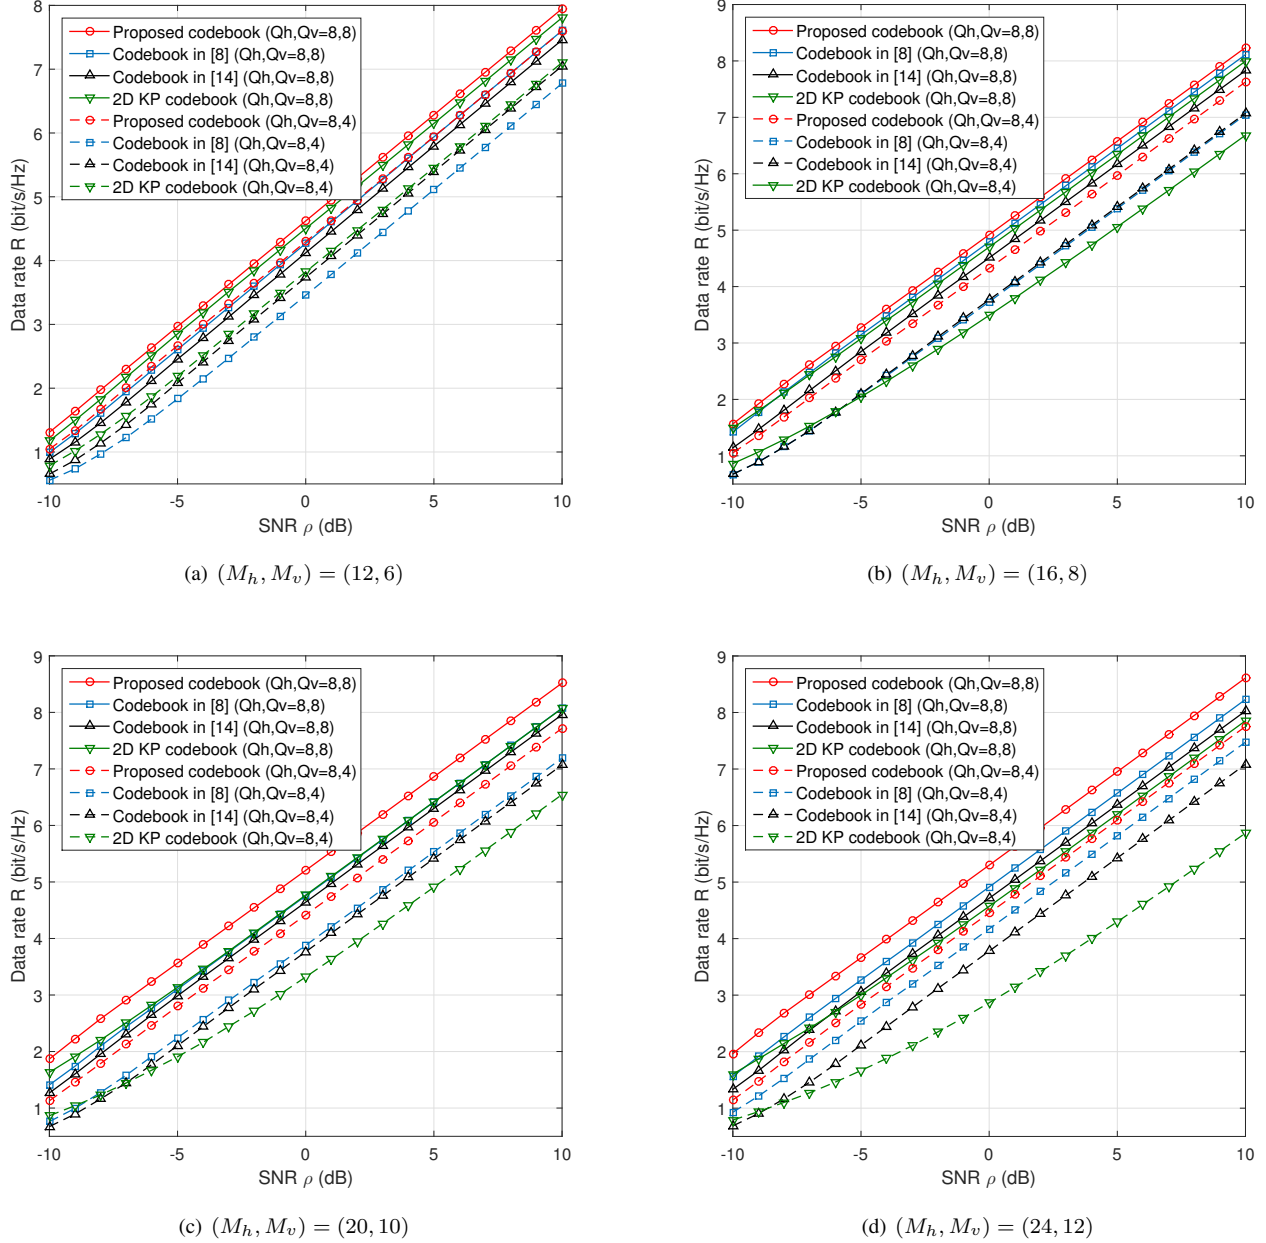 8
7
6
5
4
3
2
1
Data rate R (bit/s/Hz)
Proposed codebook (Qh,Qv=8,8)
Codebook in [8] (Qh,Qv=8,8)
Codebook in [14] (Qh,Qv=8,8)
2D KP codebook (Qh,Qv=8,8)
Proposed codebook (Qh,Qv=8,4)
Codebook in [8] (Qh,Qv=8,4)
Codebook in [14] (Qh,Qv=8,4)
2D KP codebook (Qh,Qv=8,4)
-10 -5 0 5 10
SNR ρ (dB)
(a) (M_h, M_v) = (12, 6)
9
8
7
6
5
4
3
2
1
Data rate R (bit/s/Hz)
Proposed codebook (Qh,Qv=8,8)
Codebook in [8] (Qh,Qv=8,8)
Codebook in [14] (Qh,Qv=8,8)
2D KP codebook (Qh,Qv=8,8)
Proposed codebook (Qh,Qv=8,4)
Codebook in [8] (Qh,Qv=8,4)
Codebook in [14] (Qh,Qv=8,4)
2D KP codebook (Qh,Qv=8,4)
-10 -5 0 5 10
SNR ρ (dB)
(b) (M_h, M_v) = (16, 8)
9
8
7
6
5
4
3
2
1
Data rate R (bit/s/Hz)
Proposed codebook (Qh,Qv=8,8)
Codebook in [8] (Qh,Qv=8,8)
Codebook in [14] (Qh,Qv=8,8)
2D KP codebook (Qh,Qv=8,8)
Proposed codebook (Qh,Qv=8,4)
Codebook in [8] (Qh,Qv=8,4)
Codebook in [14] (Qh,Qv=8,4)
2D KP codebook (Qh,Qv=8,4)
-10 -5 0 5 10
SNR ρ (dB)
(c) (M_h, M_v) = (20, 10)
9
8
7
6
5
4
3
2
1
Data rate R (bit/s/Hz)
Proposed codebook (Qh,Qv=8,8)
Codebook in [8] (Qh,Qv=8,8)
Codebook in [14] (Qh,Qv=8,8)
2D KP codebook (Qh,Qv=8,8)
Proposed codebook (Qh,Qv=8,4)
Codebook in [8] (Qh,Qv=8,4)
Codebook in [14] (Qh,Qv=8,4)
2D KP codebook (Qh,Qv=8,4)
-10 -5 0 5 10
SNR ρ (dB)
(d) (M_h, M_v) = (24, 12)